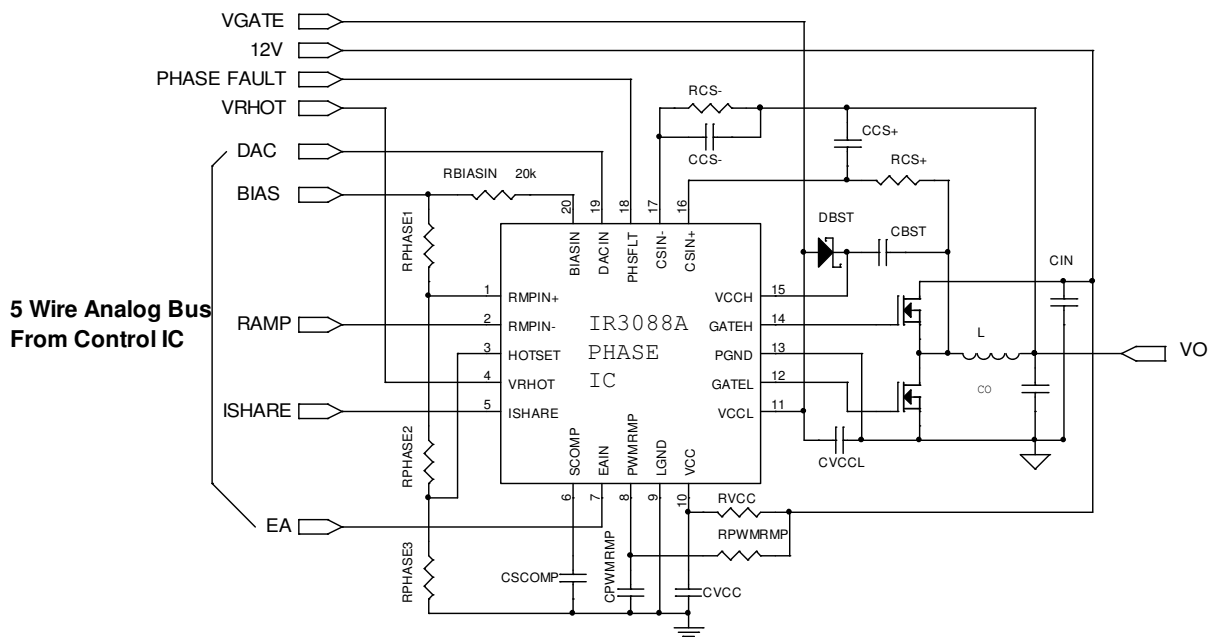 VGATE
12V
PHASE FAULT
VRHOT
DAC
BIAS
5 Wire Analog Bus
From Control IC
RAMP
ISHARE
EA
RBIASIN 20k
RPHASE1
RPHASE2
RPHASE3
RCS-
CCS-
CCS+
RCS+
DBST
CBST
CIN
20
19
18
17
16
BIASIN
DACIN
PHSFLT
CSIN-
CSIN+
1
RMPIN+
2
RMPIN-
3
HOTSET
4
VRHOT
5
ISHARE
IR3088A
PHASE
IC
VCCH
15
GATEH
14
PGND
13
GATEL
12
VCCL
11
SCOMP
EAIN
PWMRMP
LGND
VCC
6
7
8
9
10
L
CO
VO
CVCCL
RVCC
RPWMRMP
CSCOMP
CPWMRMP
CVCC